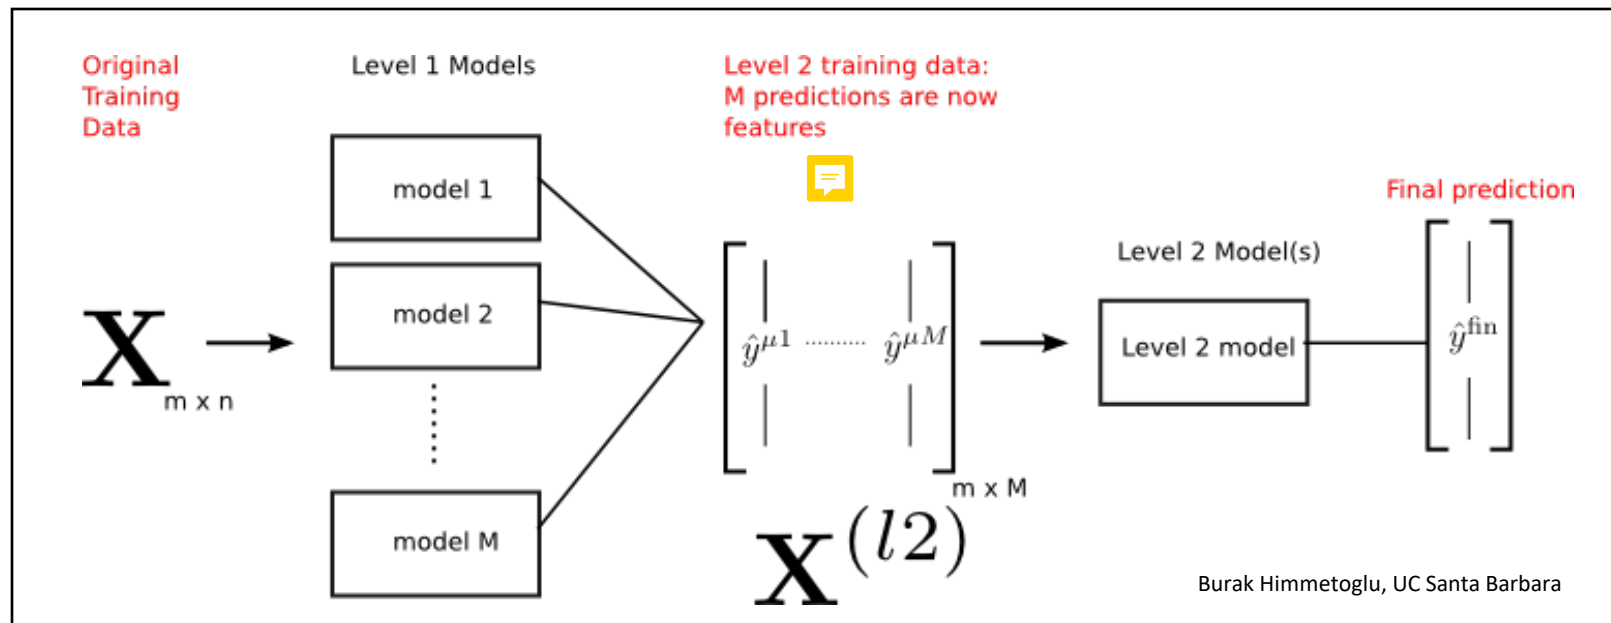 Original
Training
Data
Level 1 Models
Level 2 training data:
M predictions are now
features
model 1
model 2
model M
X
m x n
ŷ^μ1 .......... ŷ^μM
m x M
X^(l2)
Level 2 Model(s)
Level 2 model
Final prediction
ŷ^fin
Burak Himmetoglu, UC Santa Barbara